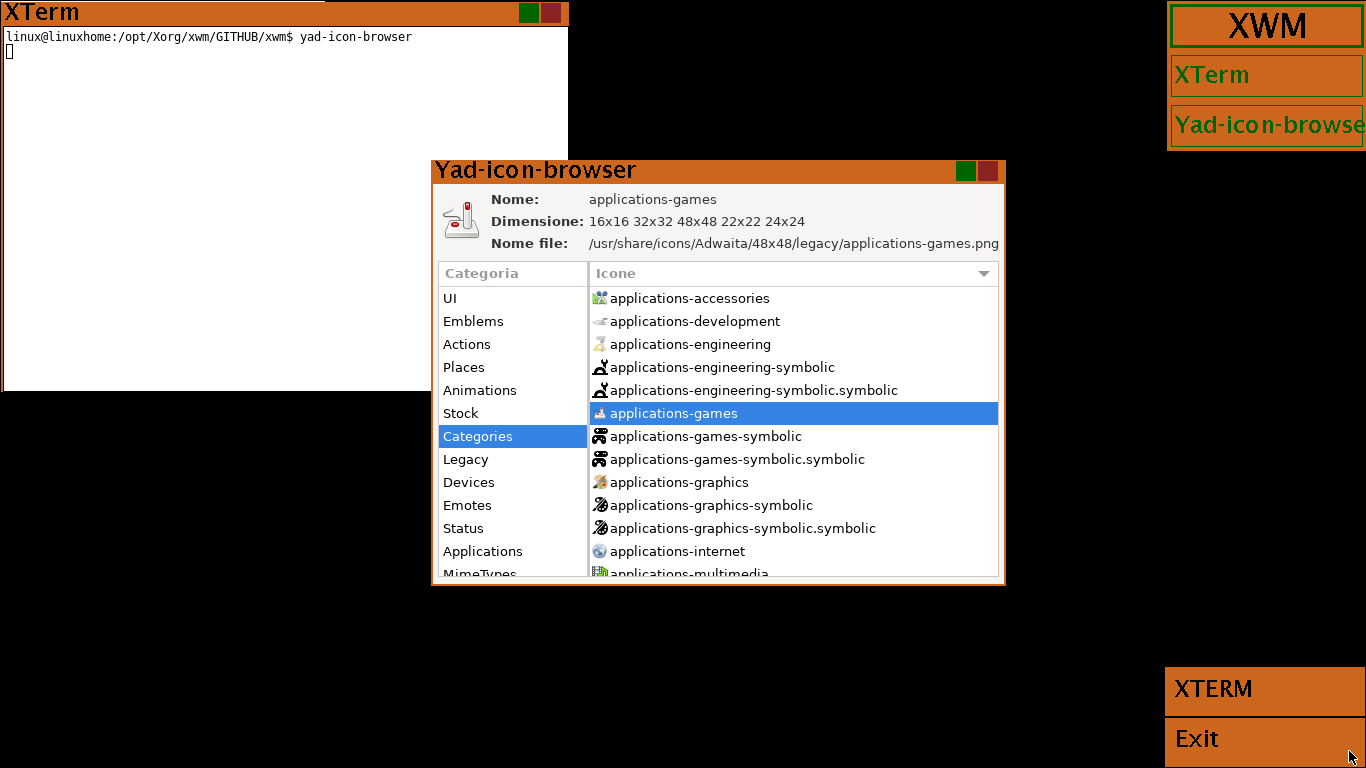 XTerm
linux@linuxhome:/opt/Xorg/xwm/GITHUB/xwm$ yad-icon-browser
XWM
XTerm
Yad-icon-browse
Yad-icon-browser
Nome: applications-games
Dimensione: 16x16 32x32 48x48 22x22 24x24
Nome file: /usr/share/icons/Adwaita/48x48/legacy/applications-games.png
Categoria Icone
UI applications-accessories
Emblems applications-development
Actions applications-engineering
Places applications-engineering-symbolic
Animations applications-engineering-symbolic.symbolic
Stock applications-games
Categories applications-games-symbolic
Legacy applications-games-symbolic.symbolic
Devices applications-graphics
Emotes applications-graphics-symbolic
Status applications-graphics-symbolic.symbolic
Applications applications-internet
MimeTypes applications-multimedia
XTERM
Exit